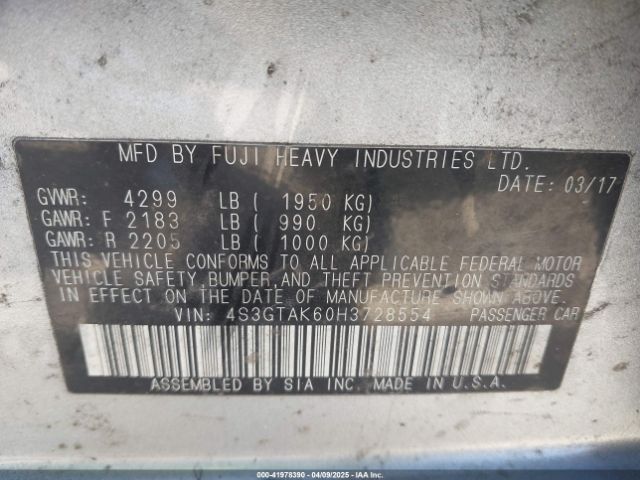 MFD BY FUJI HEAVY INDUSTRIES LTD.
DATE: 03/17
GVWR: 4299 LB ( 1950 KG)
GAWR: F 2183 LB ( 990 KG)
GAWR: R 2205 LB ( 1000 KG)
THIS VEHICLE CONFORMS TO ALL APPLICABLE FEDERAL MOTOR
VEHICLE SAFETY, BUMPER, AND THEFT PREVENTION STANDARDS
IN EFFECT ON THE DATE OF MANUFACTURE SHOWN ABOVE.
VIN: 4S3GTAK60H3728554 PASSENGER CAR
ASSEMBLED BY SIA INC. MADE IN U.S.A.
000-41978390 - 04/09/2025 - IAA Inc.